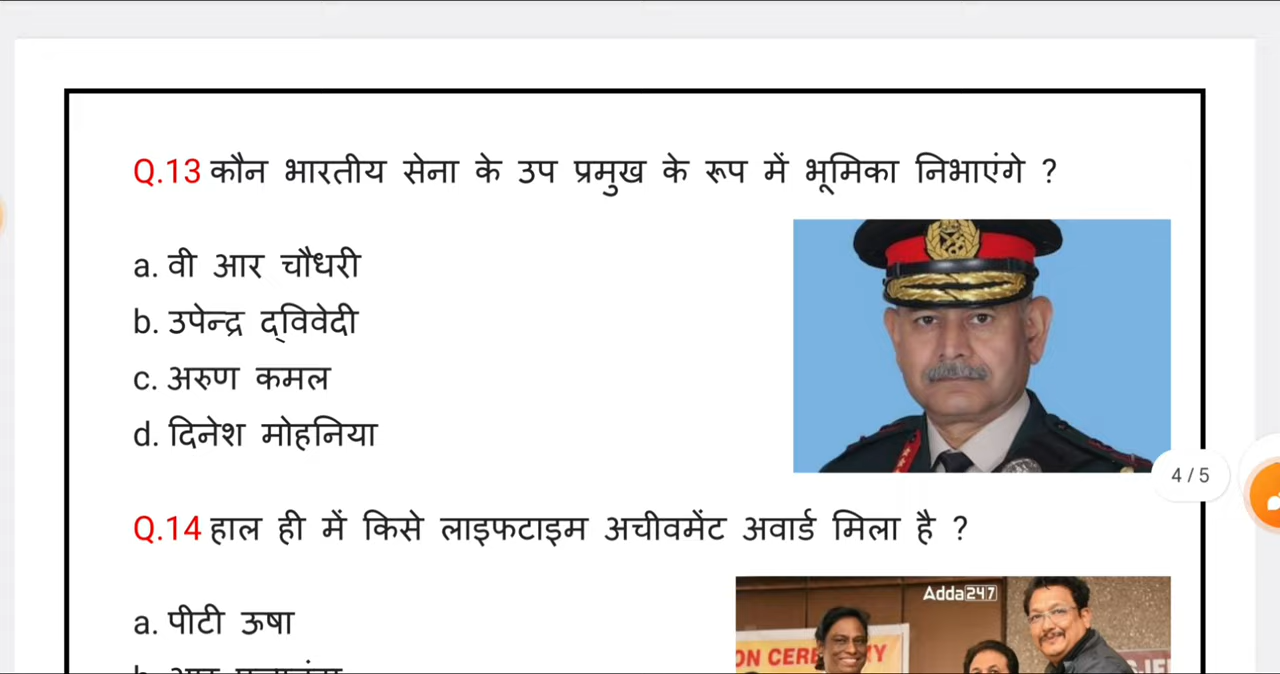 Q.13 कौन भारतीय सेना के उप प्रमुख के रूप में भूमिका निभाएंगे ?
a. वी आर चौधरी
b. उपेन्द्र द्विवेदी
c. अरुण कमल
d. दिनेश मोहनिया
4 / 5
Q.14 हाल ही में किसे लाइफटाइम अचीवमेंट अवार्ड मिला है ?
Adda247
a. पीटी ऊषा